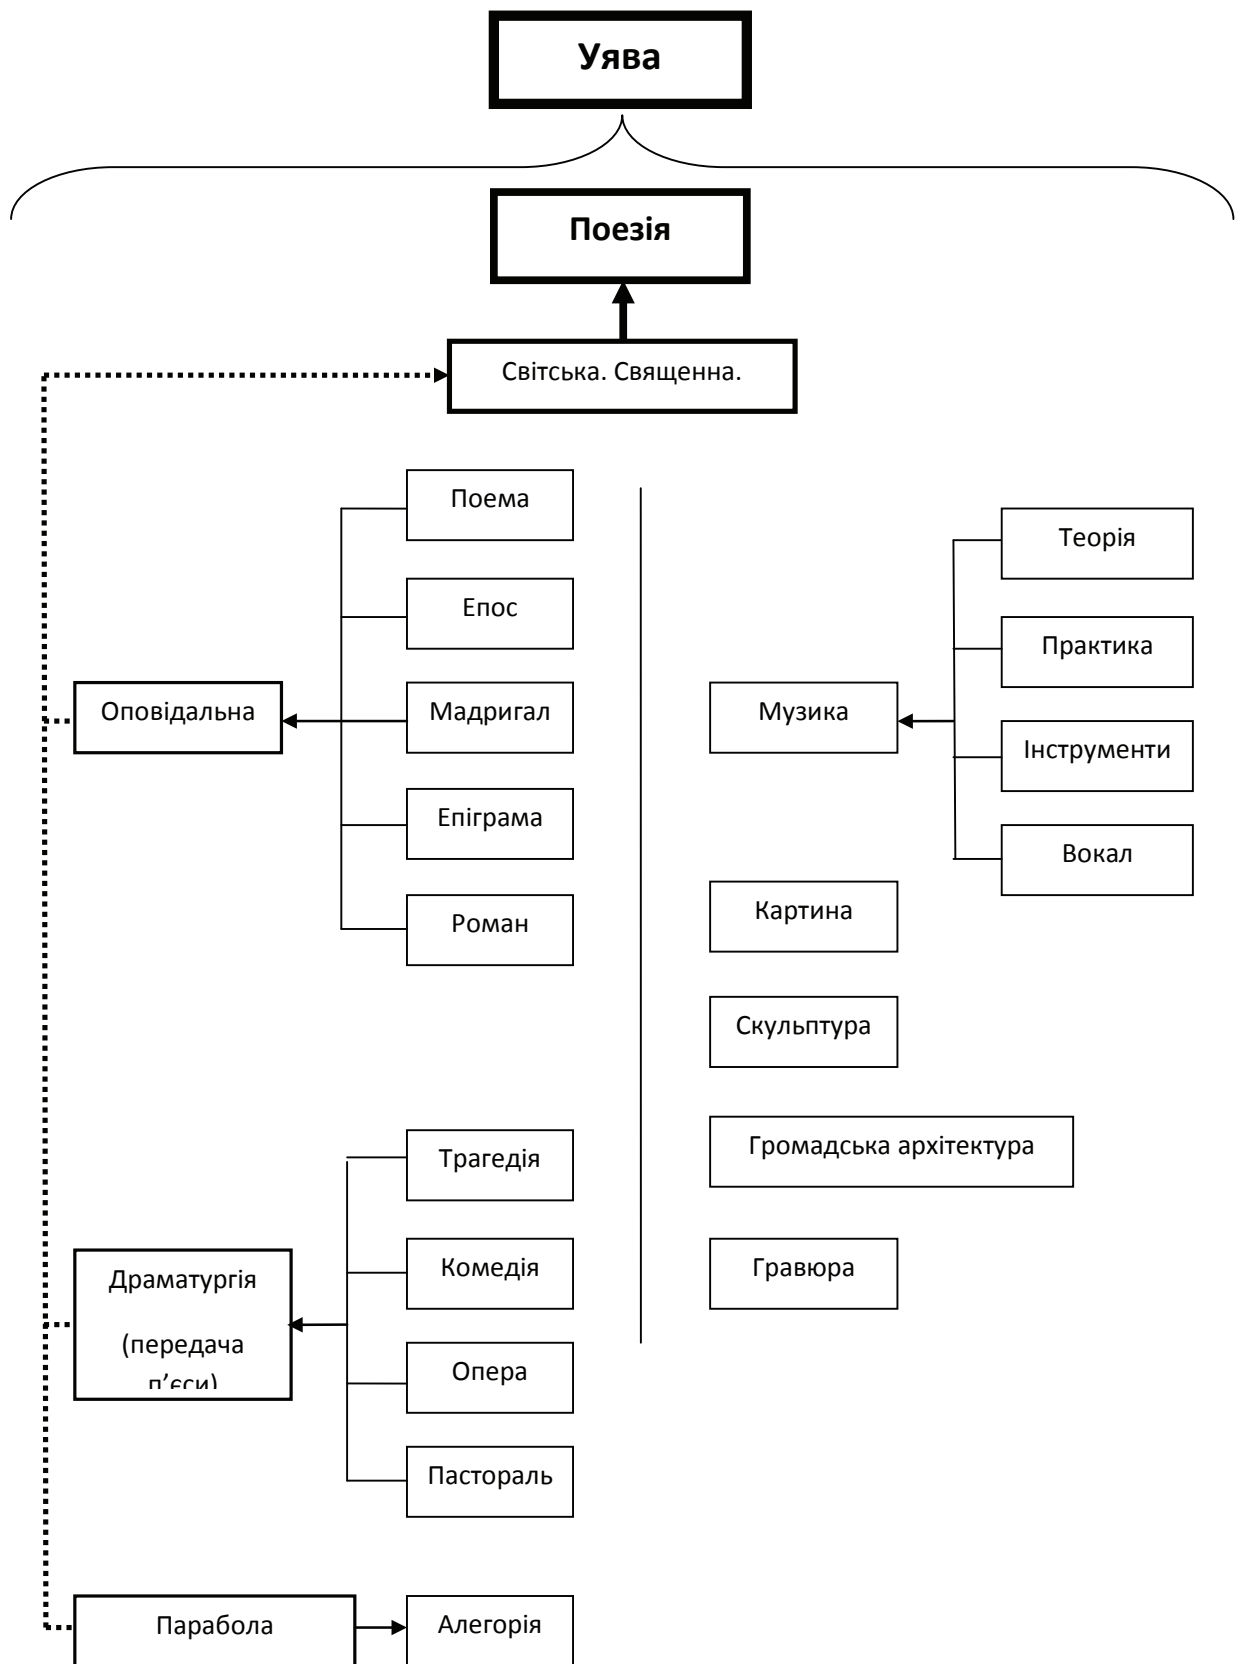 Уява
Поезія
Світська. Священна.
Поема
Епос
Оповідальна
Мадригал
Епіграма
Роман
Трагедія
Комедія
Драматургія
(передача
п’єси)
Опера
Пастораль
Парабола
Алегорія
Музика
Теорія
Практика
Інструменти
Вокал
Картина
Скульптура
Громадська архітектура
Гравюра